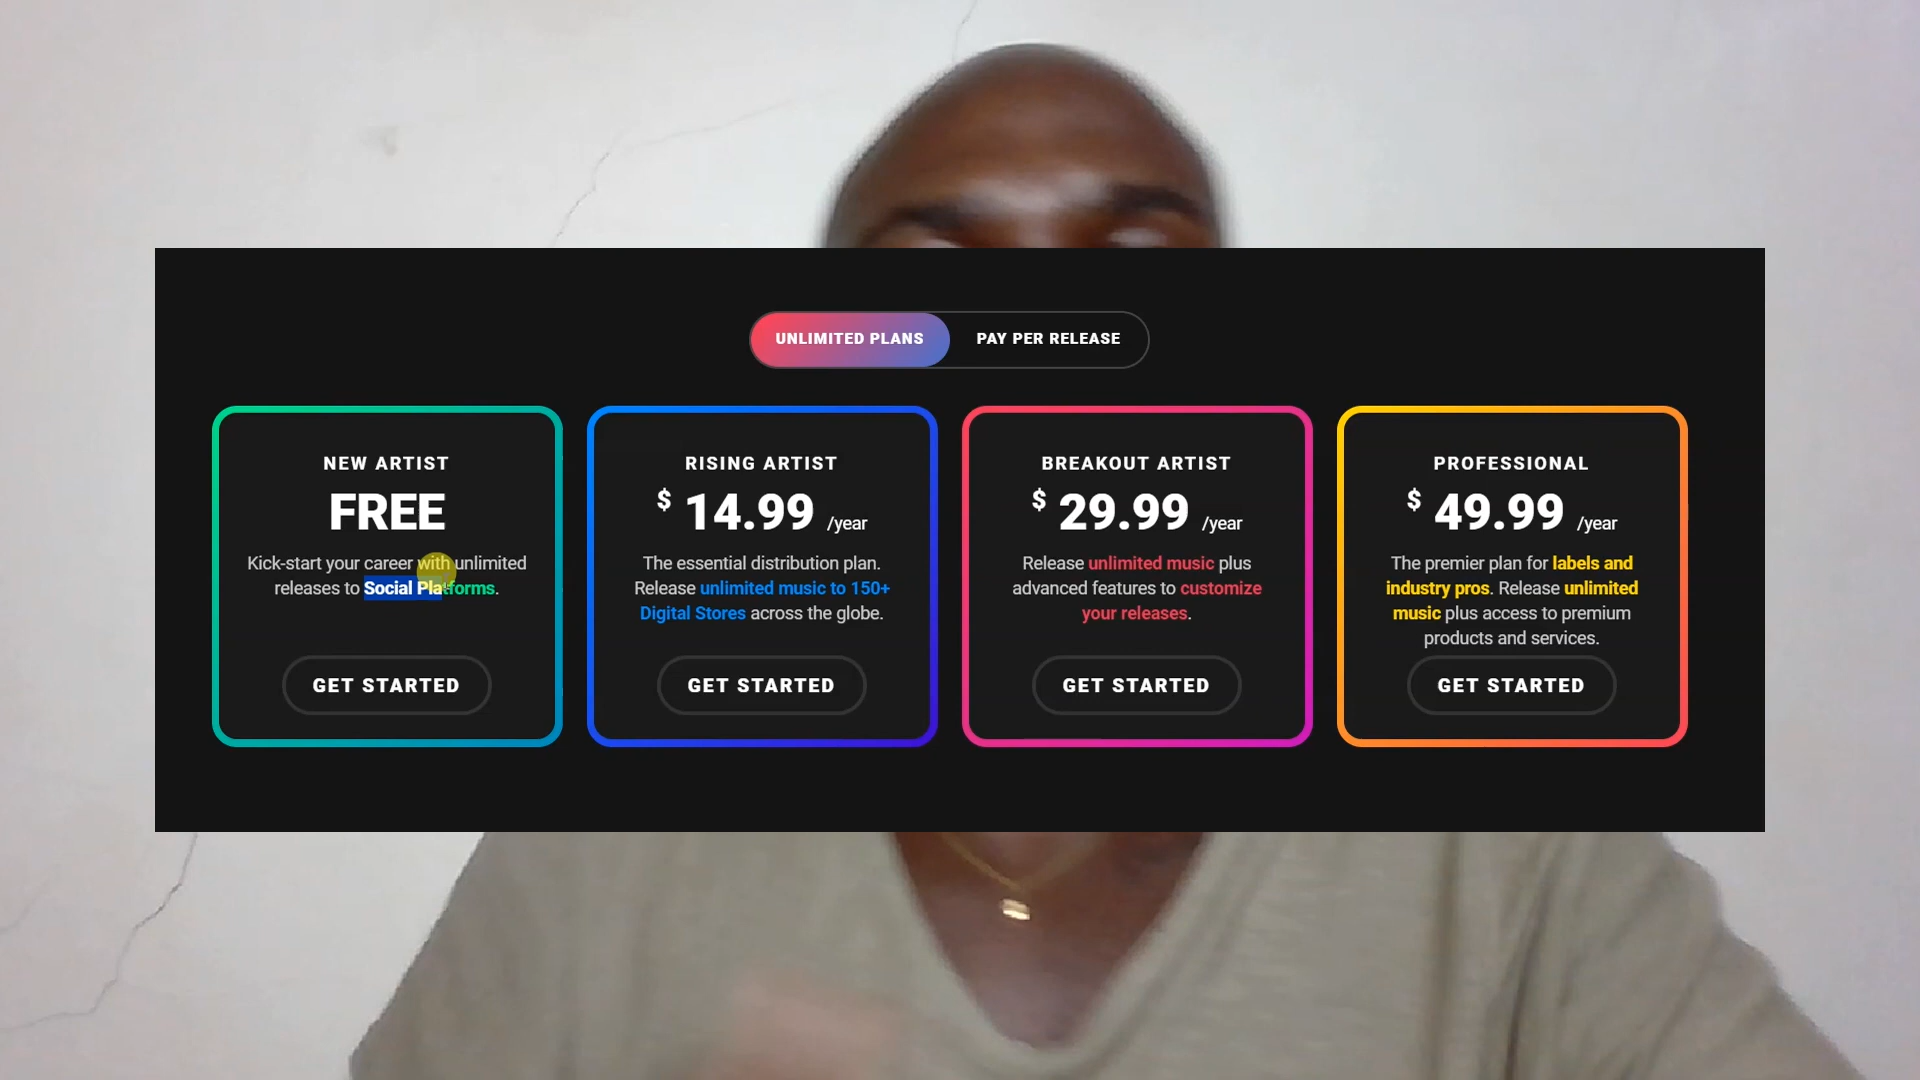 UNLIMITED PLANS
PAY PER RELEASE
NEW ARTIST
FREE
Kick-start your career with unlimited
releases to Social Platforms.
GET STARTED
RISING ARTIST
$ 14.99 /year
The essential distribution plan.
Release unlimited music to 150+
Digital Stores across the globe.
GET STARTED
BREAKOUT ARTIST
$ 29.99 /year
Release unlimited music plus
advanced features to customize
your releases.
GET STARTED
PROFESSIONAL
$ 49.99 /year
The premier plan for labels and
industry pros. Release unlimited
music plus access to premium
products and services.
GET STARTED